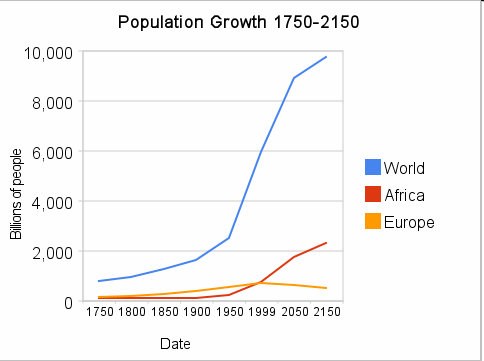 Population Growth 1750-2150
10,000
8,000
6,000
4,000
2,000
0
Billions of people
1750 1800 1850 1900 1950 1999 2050 2150
Date
World
Africa
Europe